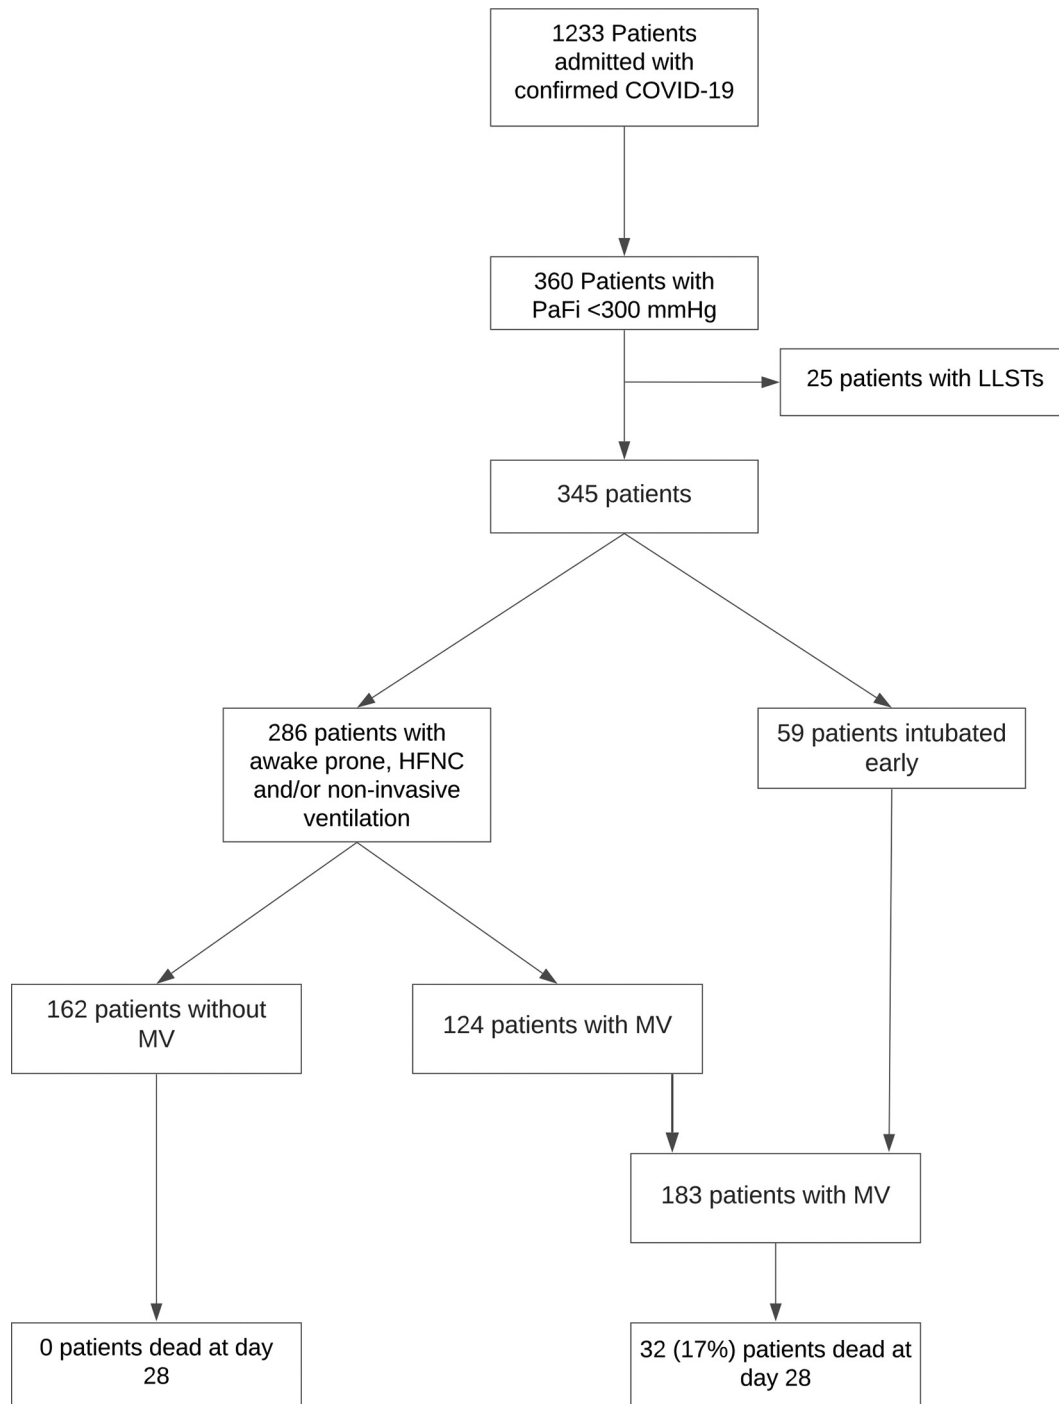 1233 Patients
admitted with
confirmed COVID-19
360 Patients with
PaFi <300 mmHg
25 patients with LLSTs
345 patients
286 patients with
awake prone, HFNC
and/or non-invasive
ventilation
59 patients intubated
early
162 patients without
MV
124 patients with MV
183 patients with MV
0 patients dead at day
28
32 (17%) patients dead at
day 28